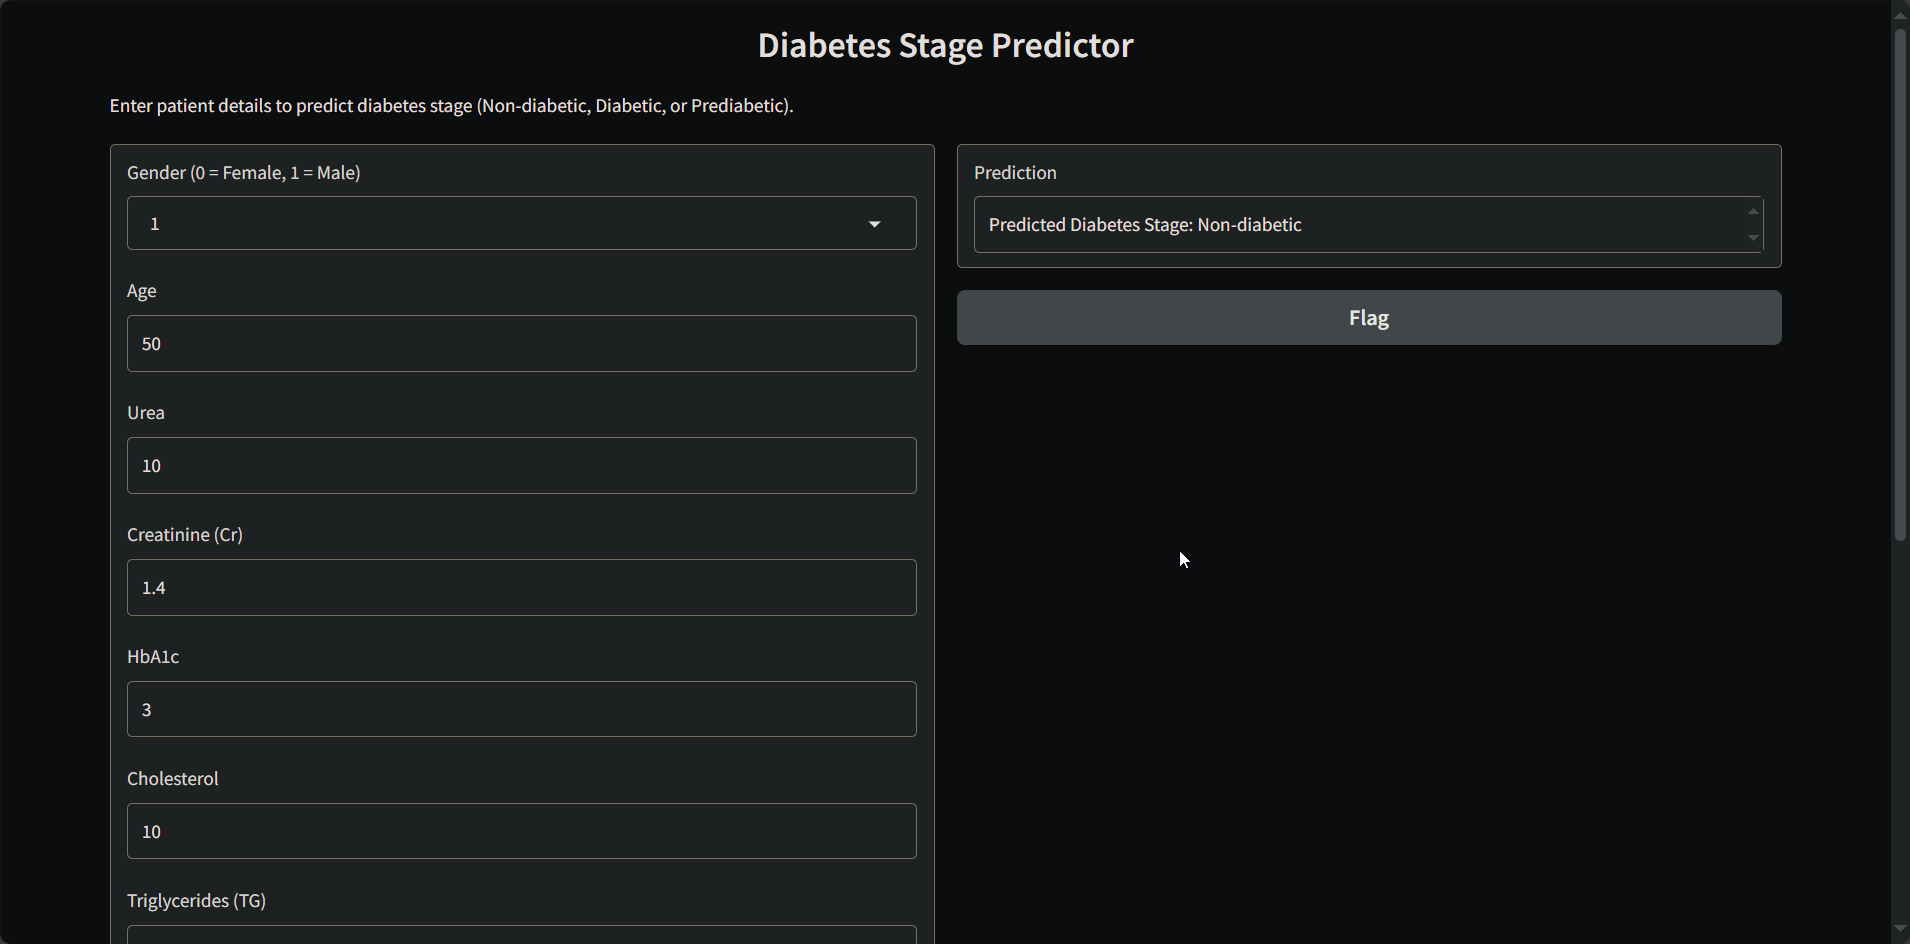 Diabetes Stage Predictor
Enter patient details to predict diabetes stage (Non-diabetic, Diabetic, or Prediabetic).
Gender (0 = Female, 1 = Male)
1
Age
50
Urea
10
Creatinine (Cr)
1.4
HbA1c
3
Cholesterol
10
Triglycerides (TG)
Prediction
Predicted Diabetes Stage: Non-diabetic
Flag